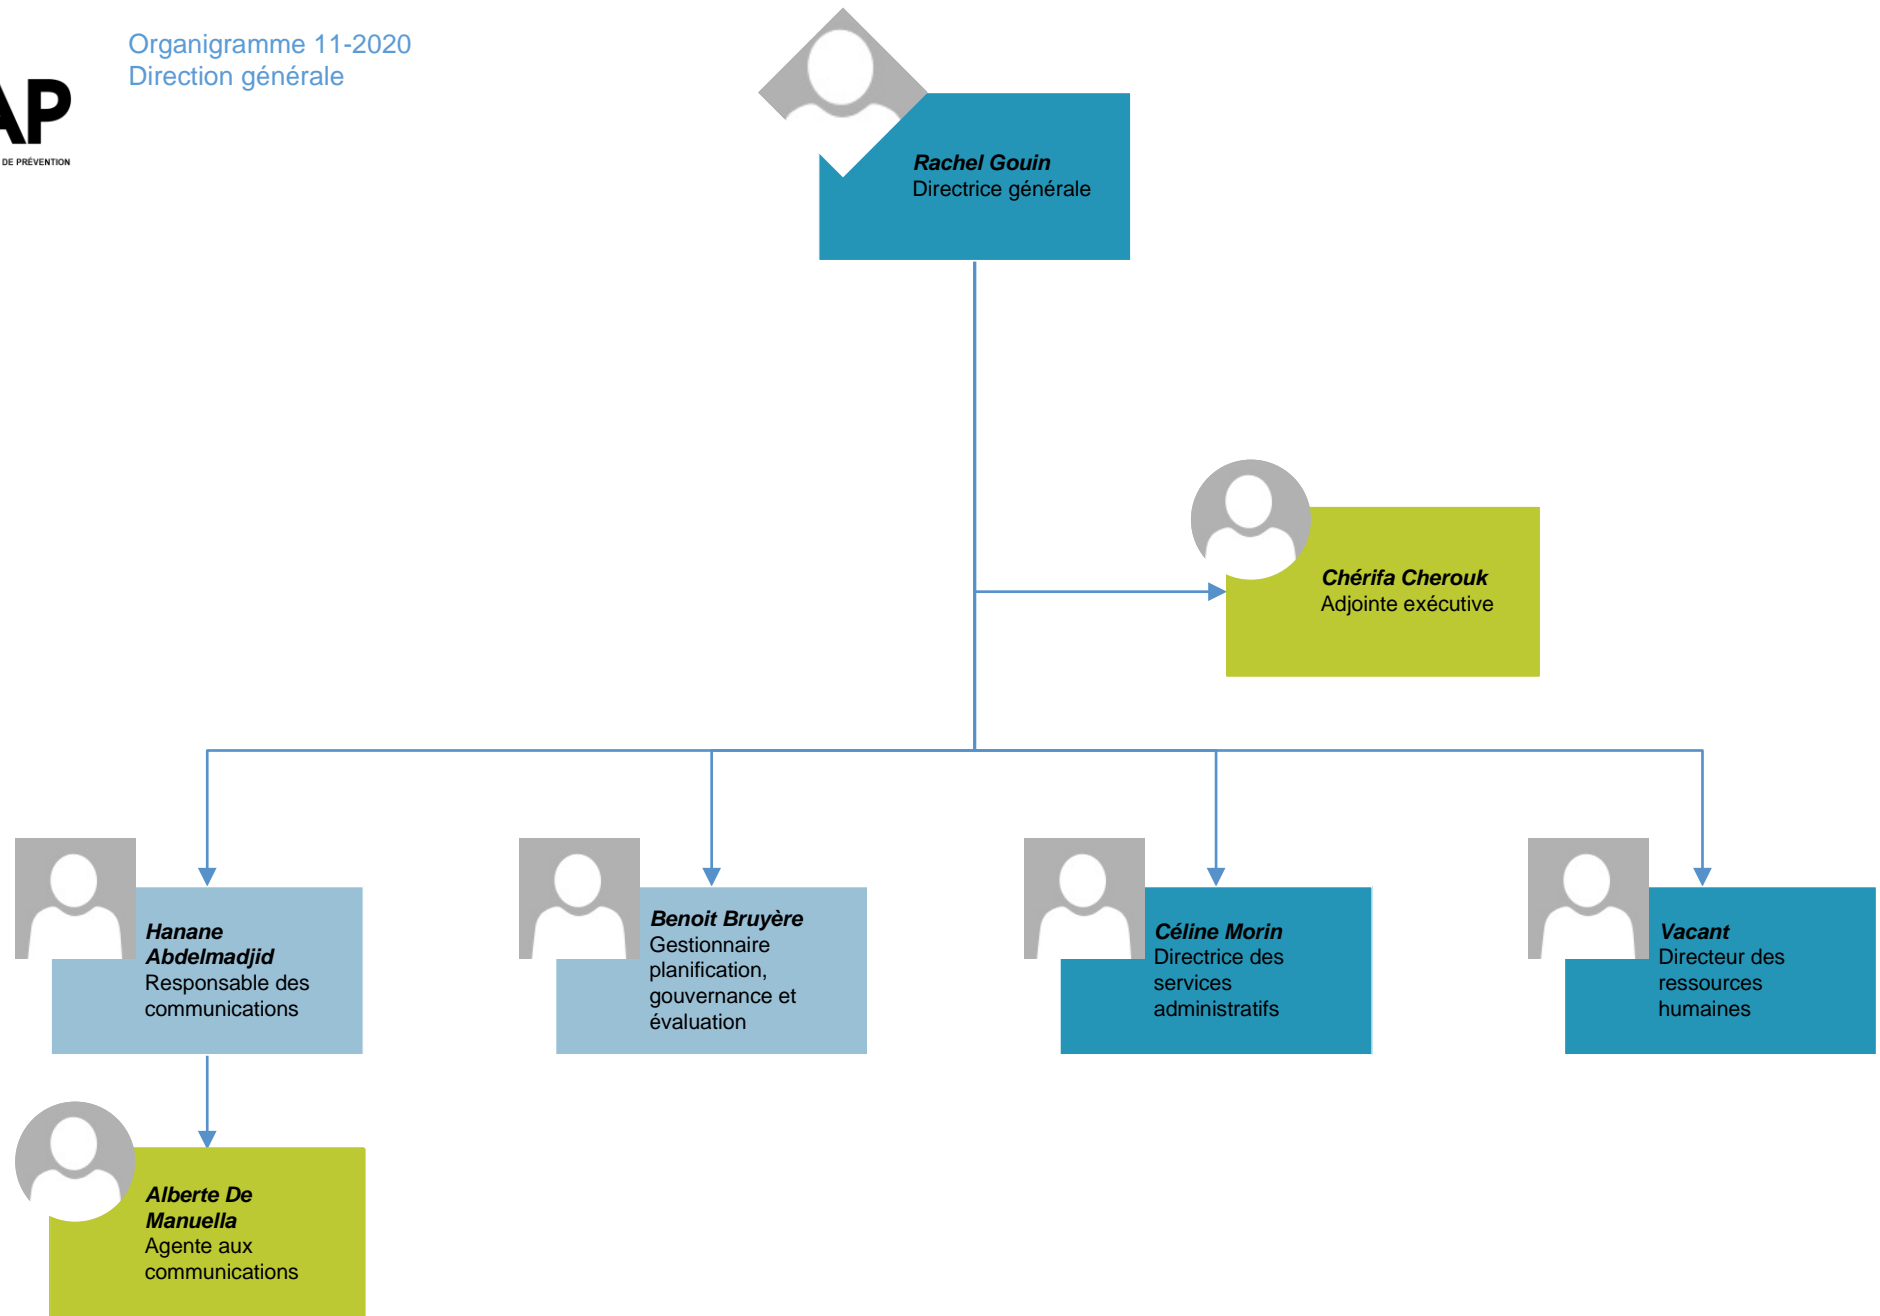 Organigramme 11-2020
Direction générale
AP
DE PRÉVENTION
Rachel Gouin
Directrice générale
Chérifa Cherouk
Adjointe exécutive
Hanane
Abdelmadjid
Responsable des
communications
Benoit Bruyère
Gestionnaire
planification,
gouvernance et
évaluation
Céline Morin
Directrice des
services
administratifs
Vacant
Directeur des
ressources
humaines
Alberte De
Manuella
Agente aux
communications